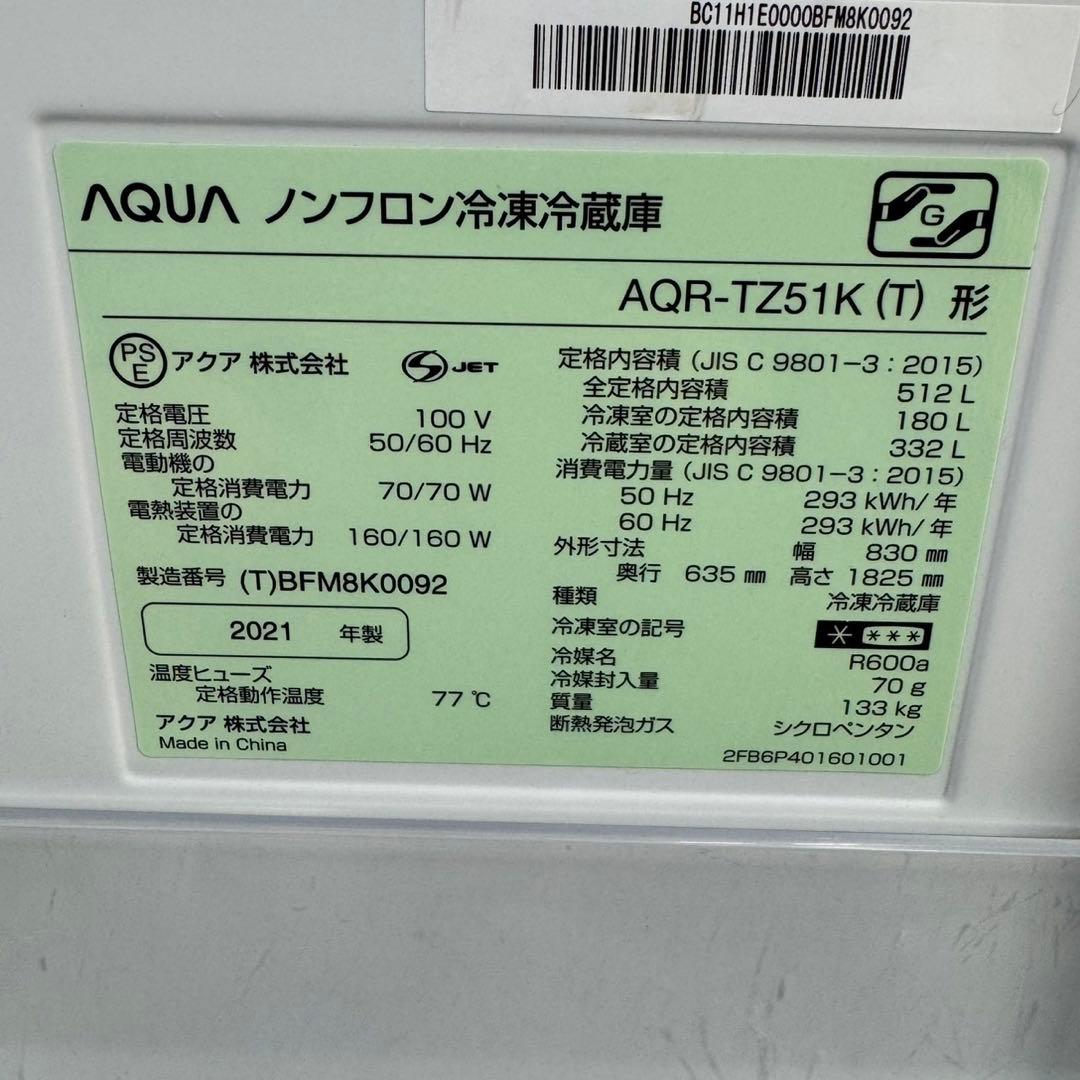 BC11H1E0000BFM8K0092
AQUA ノンフロン冷凍冷蔵庫
G
AQR-TZ51K (T) 形
PS E アクア 株式会社 S JET
定格電圧 100 V
定格周波数 50/60 Hz
電動機の
定格消費電力 70/70 W
電熱装置の
定格消費電力 160/160 W
製造番号 (T)BFM8K0092
2021 年製
温度ヒューズ
定格動作温度 77 ℃
アクア 株式会社
Made in China
定格内容積 (JIS C 9801-3 : 2015)
全定格内容積 512 L
冷凍室の定格内容積 180 L
冷蔵室の定格内容積 332 L
消費電力量 (JIS C 9801-3 : 2015)
50 Hz 293 kWh/年
60 Hz 293 kWh/年
外形寸法 幅 830 ㎜
奥行 635 ㎜ 高さ 1825 ㎜
種類 冷凍冷蔵庫
冷凍室の記号 * ***
冷媒名 R600a
冷媒封入量 70 g
質量 133 kg
断熱発泡ガス シクロペンタン
2FB6P401601001